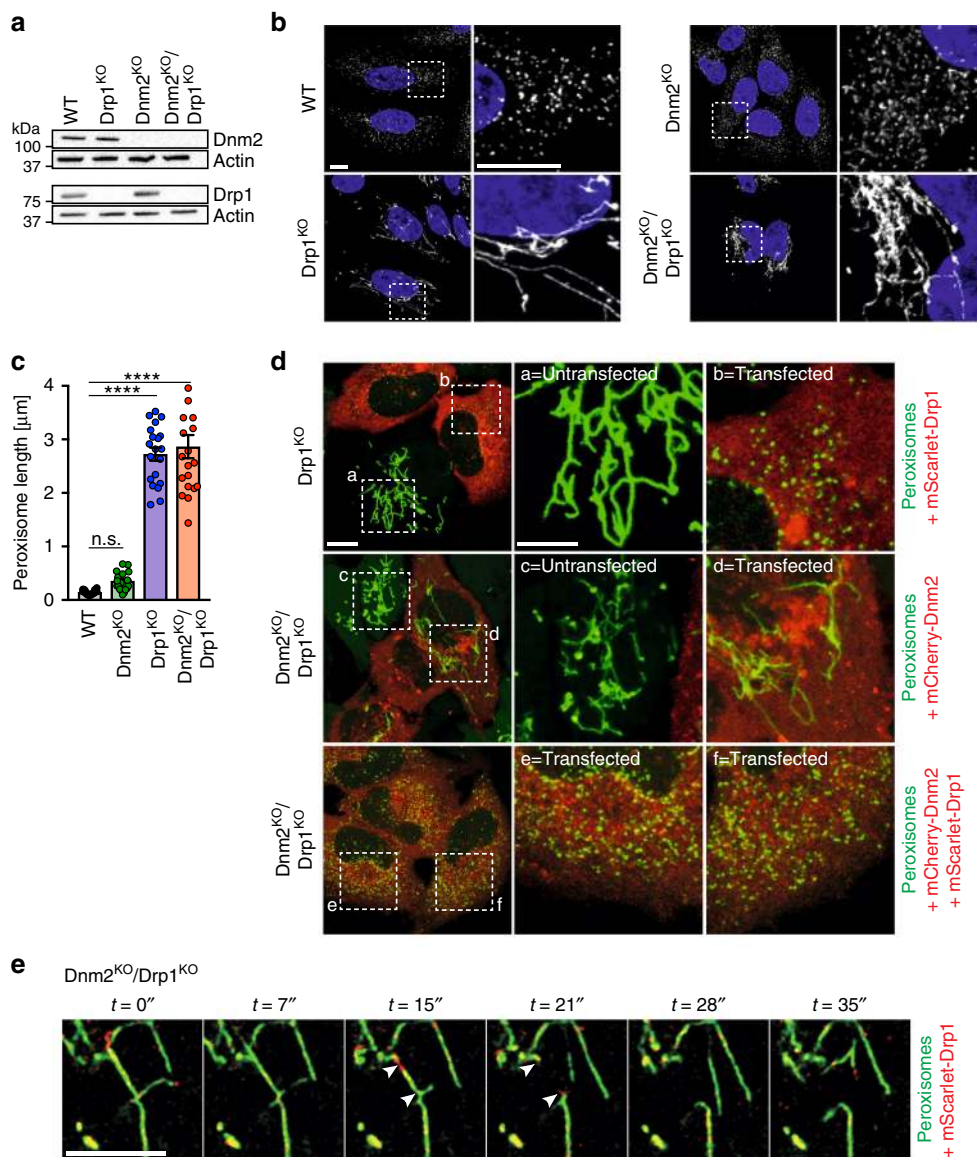 a
WT
Drp1KO
Dnm2KO
Dnm2KO/
Drp1KO
kDa
100
Dnm2
37
Actin
75
Drp1
37
Actin
b
WT
Dnm2KO
Drp1KO
Dnm2KO/
Drp1KO
c
Peroxisome length [μm]
4
3
2
1
0
****
****
n.s.
WT
Dnm2KO
Drp1KO
Dnm2KO/
Drp1KO
d
Drp1KO
b
a
a=Untransfected
b=Transfected
Peroxisomes
+ mScarlet-Drp1
Dnm2KO/
Drp1KO
c
d
c=Untransfected
d=Transfected
Peroxisomes
+ mCherry-Dnm2
Dnm2KO/
Drp1KO
e
f
e=Transfected
f=Transfected
Peroxisomes
+ mCherry-Dnm2
+ mScarlet-Drp1
e
Dnm2KO/Drp1KO
t = 0″ t = 7″ t = 15″ t = 21″ t = 28″ t = 35″
Peroxisomes
+ mScarlet-Drp1